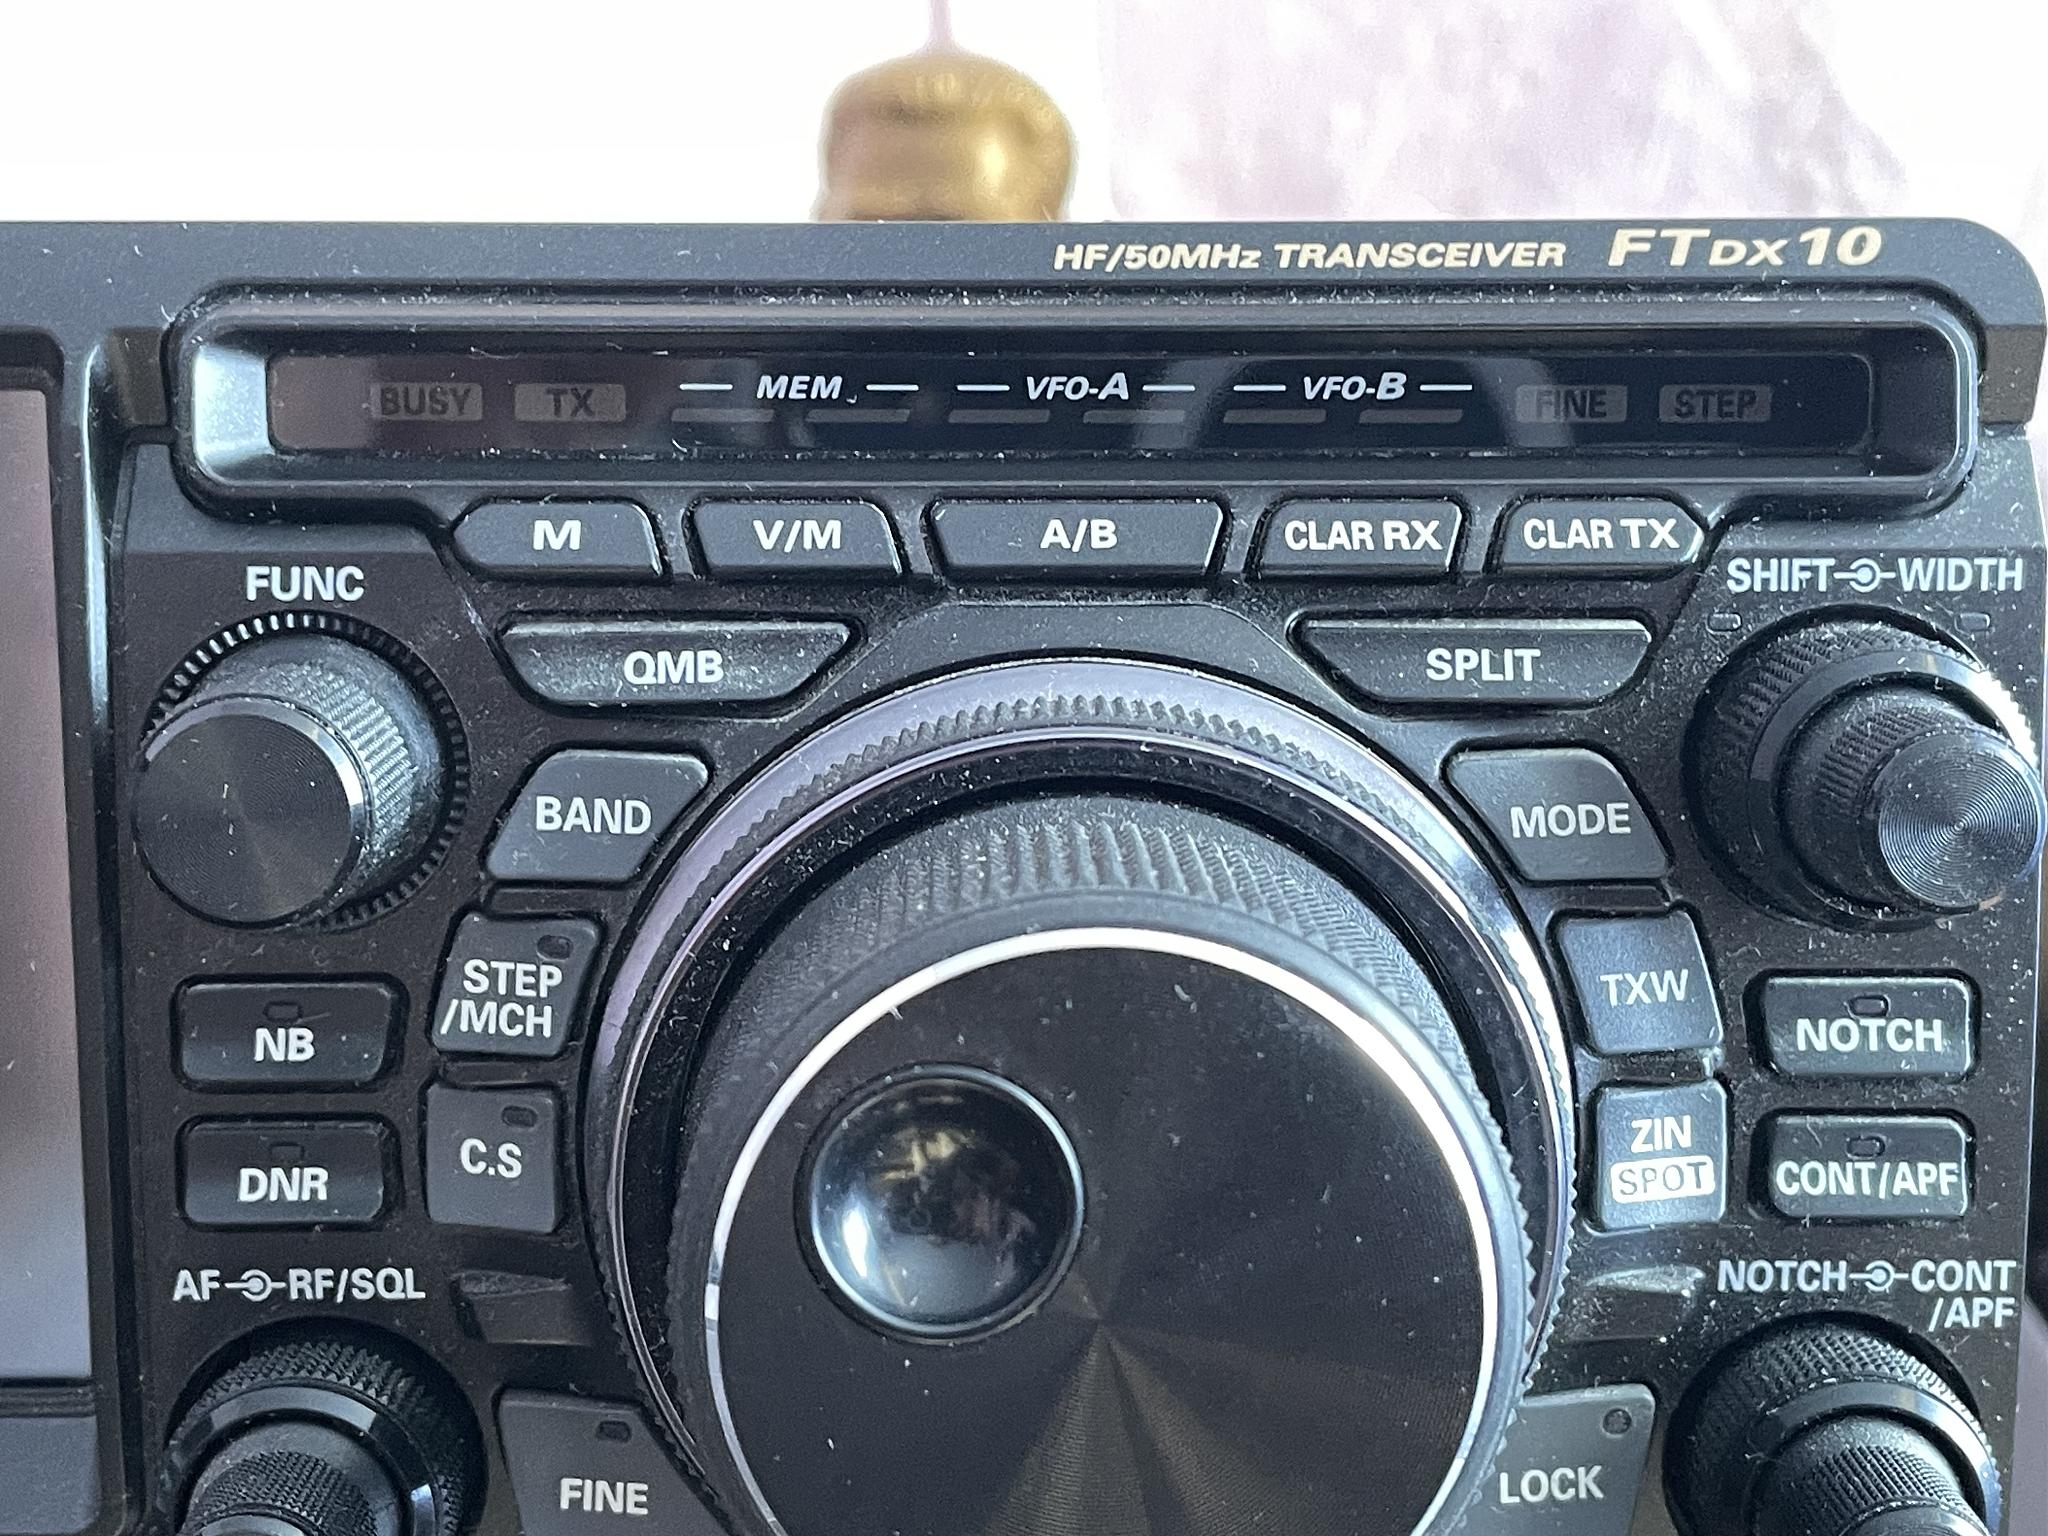 HF/50MHz TRANSCEIVER FTDX10
BUSY TX MEM VFO-A VFO-B FINE STEP
M V/M A/B CLAR RX CLAR TX
FUNC
SHIFT WIDTH
QMB SPLIT
BAND MODE
STEP
/MCH
TXW
NB
NOTCH
C.S
ZIN
SPOT
DNR
CONT/APF
AF RF/SQL
NOTCH CONT
/APF
FINE
LOCK